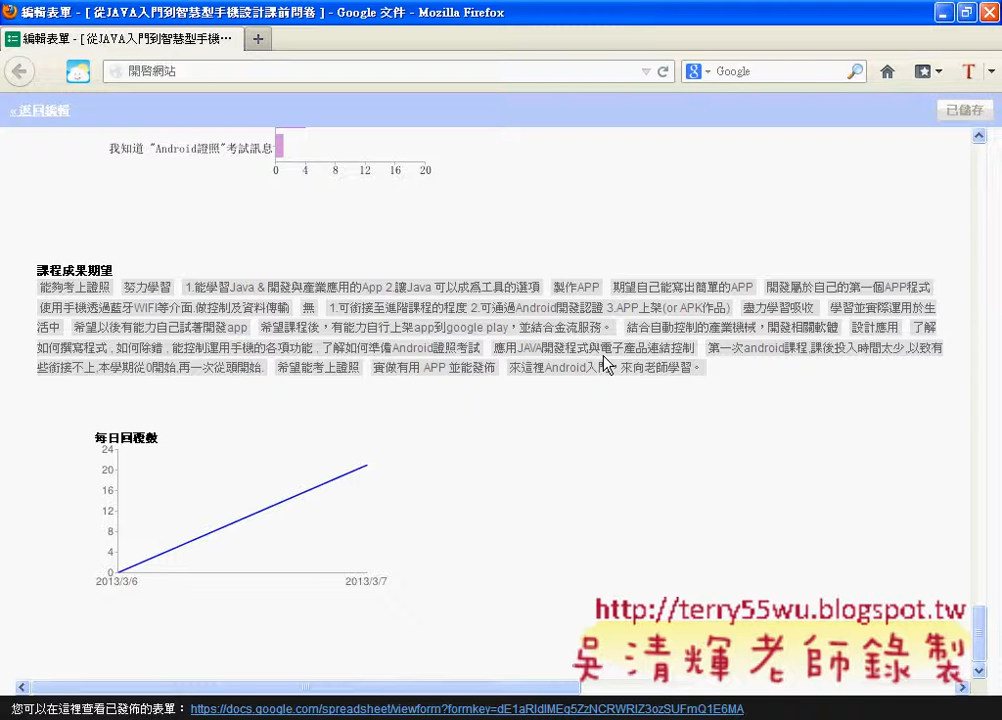 編輯表單 - [ 從JAVA入門到智慧型手機設計課前問卷 ] - Google 文件 - Mozilla Firefox
編輯表單 - [ 從JAVA入門到智慧型手機…
開啟網站
Google
«返回編輯
已儲存
我知道 "Android證照"考試訊息
0 4 8 12 16 20
課程成果期望
能夠考上證照 努力學習 1.能學習Java & 開發與產業應用的App 2.讓Java 可以成為工具的選項 製作APP 期望自己能寫出簡單的APP 開發屬於自己的第一個APP程式
使用手機透過藍牙WIFI等介面.做控制及資料傳輸 無 1.可銜接至進階課程的程度 2.可通過Android開發認證 3.APP上架(or APK作品) 盡力學習吸收 學習並實際運用於生
活中 希望以後有能力自己試著開發app 希望課程後，有能力自行上架app到google play，並結合金流服務。 結合自動控制的產業機械，開發相關軟體 設計應用 了解
如何撰寫程式 , 如何除錯 , 能控制運用手機的各項功能 , 了解如何準備Android證照考試 應用JAVA開發程式與電子產品連結控制 第一次android課程,課後投入時間太少,以致有
些銜接不上,本學期從0開始,再一次從頭開始. 希望能考上證照 實做有用 APP 並能發佈 來這裡Android入門 來向老師學習。
每日回覆數
24
20
16
12
8
4
0
2013/3/6 2013/3/7
http://terry55wu.blogspot.tw
吳清輝老師錄製
您可以在這裡查看已發佈的表單： https://docs.google.com/spreadsheet/viewform?formkey=dE1aRldlMEg5ZzNCRWRIZ3ozSUFmQ1E6MA